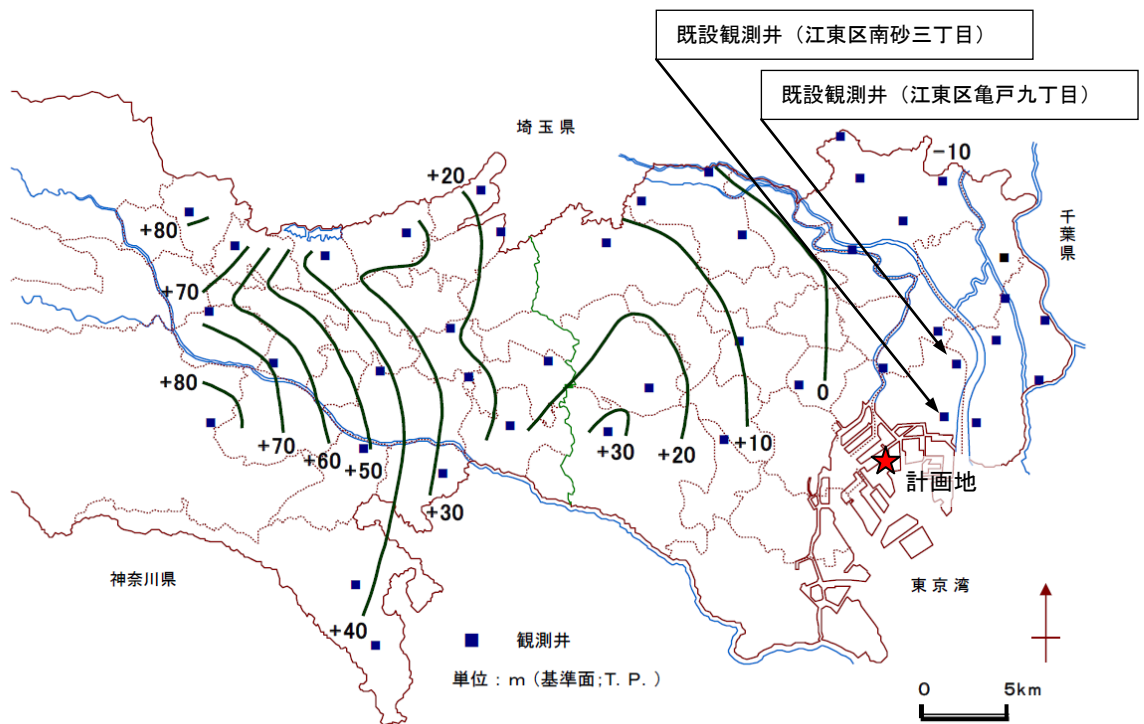 既設観測井（江東区南砂三丁目）
既設観測井（江東区亀戸九丁目）
埼玉県
-10
+20
千葉県
+80
+70
+80
0
+70
+60
+50
+30
+20
+10
+30
計画地
神奈川県
東京湾
+40
観測井
単位：m（基準面;T. P. ）
0 5km